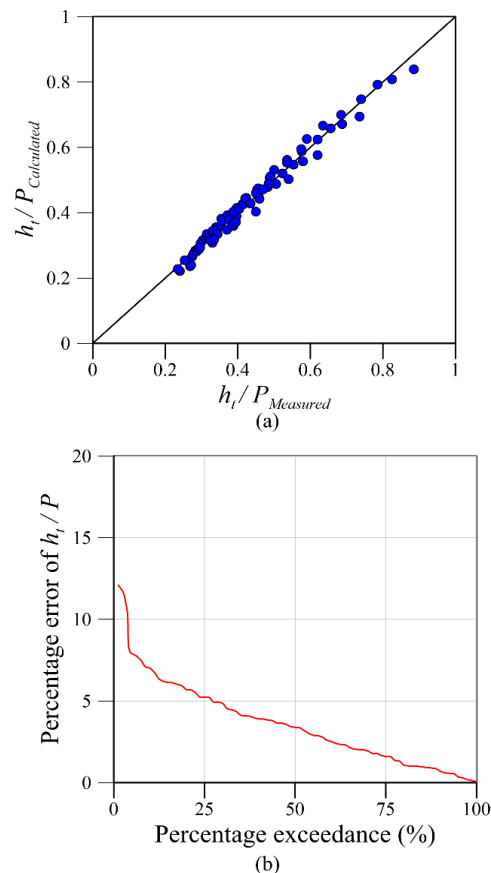 1
0.8
0.6
0.4
0.2
0
h_t / P_Calculated
0 0.2 0.4 0.6 0.8 1
h_t / P_Measured
(a)
20
15
10
5
0
Percentage error of h_t / P
0 25 50 75 100
Percentage exceedance (%)
(b)